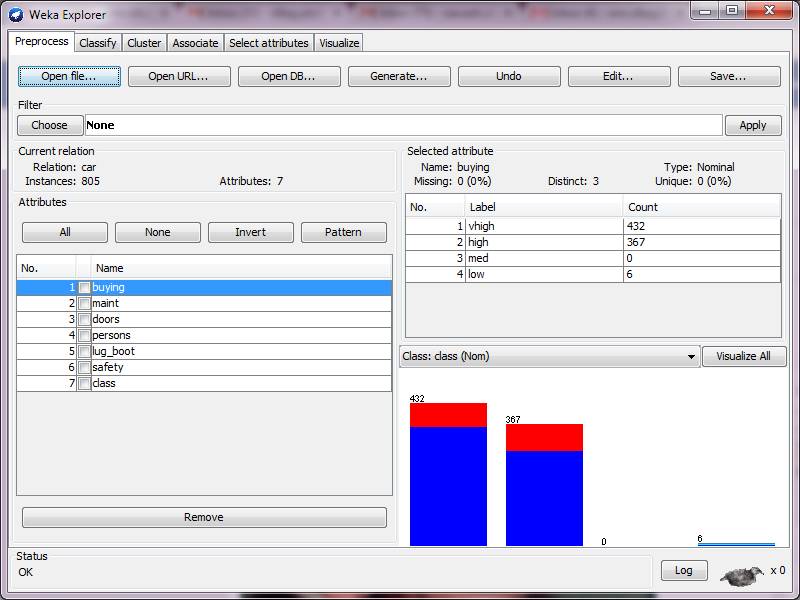 Weka Explorer
Preprocess Classify Cluster Associate Select attributes Visualize
Open file... Open URL... Open DB... Generate... Undo Edit... Save...
Filter
Choose None Apply
Current relation
Relation: car
Instances: 805 Attributes: 7
Attributes
All None Invert Pattern
No. Name
1 buying
2 maint
3 doors
4 persons
5 lug_boot
6 safety
7 class
Remove
Selected attribute
Name: buying Type: Nominal
Missing: 0 (0%) Distinct: 3 Unique: 0 (0%)
No. Label Count
1 vhigh 432
2 high 367
3 med 0
4 low 6
Class: class (Nom) Visualize All
432
367
0
6
Status
OK
Log x 0